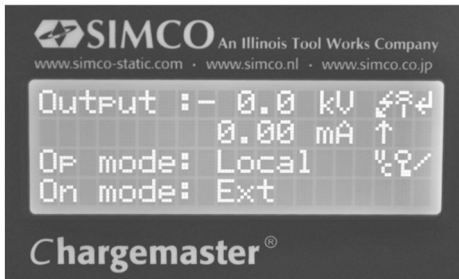 SIMCO An Illinois Tool Works Company
www.simco-static.com · www.simco.nl · www.simco.co.jp
Output :- 0.0 kV
0.00 mA ↑
Op mode: Local
On mode: Ext
Chargemaster®